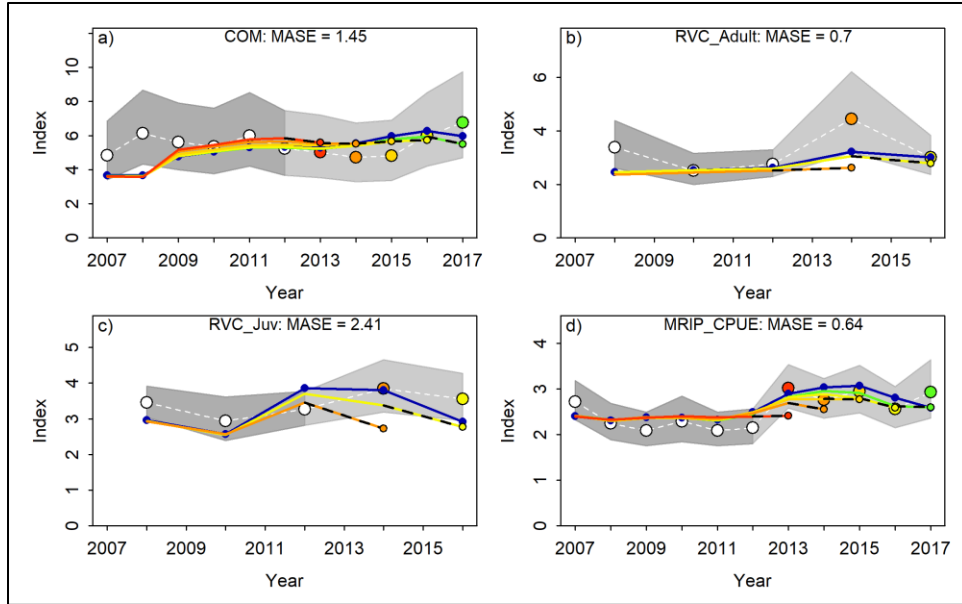 a) COM: MASE = 1.45
Index
0 2 4 6 8 10 12
2007 2009 2011 2013 2015 2017
Year
b) RVC_Adult: MASE = 0.7
Index
0 2 4 6
2007 2009 2011 2013 2015
Year
c) RVC_Juv: MASE = 2.41
Index
0 1 2 3 4 5
2007 2009 2011 2013 2015
Year
d) MRIP_CPUE: MASE = 0.64
Index
0 1 2 3 4
2007 2009 2011 2013 2015 2017
Year